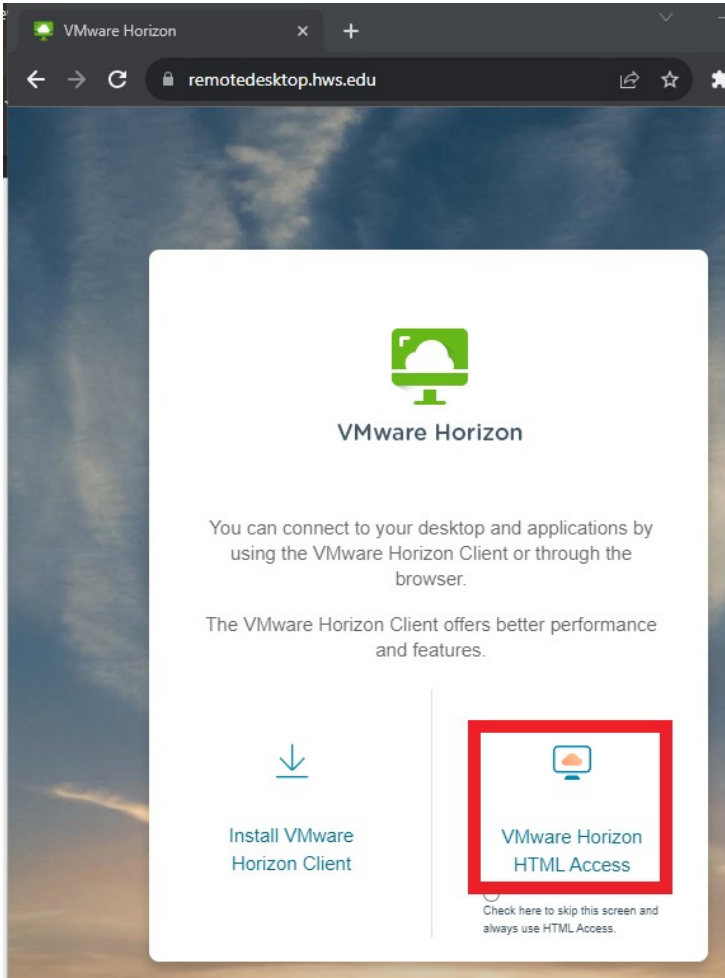 VMware Horizon
remotedesktop.hws.edu
VMware Horizon
You can connect to your desktop and applications by
using the VMware Horizon Client or through the
browser.
The VMware Horizon Client offers better performance
and features.
Install VMware
Horizon Client
VMware Horizon
HTML Access
Check here to skip this screen and
always use HTML Access.